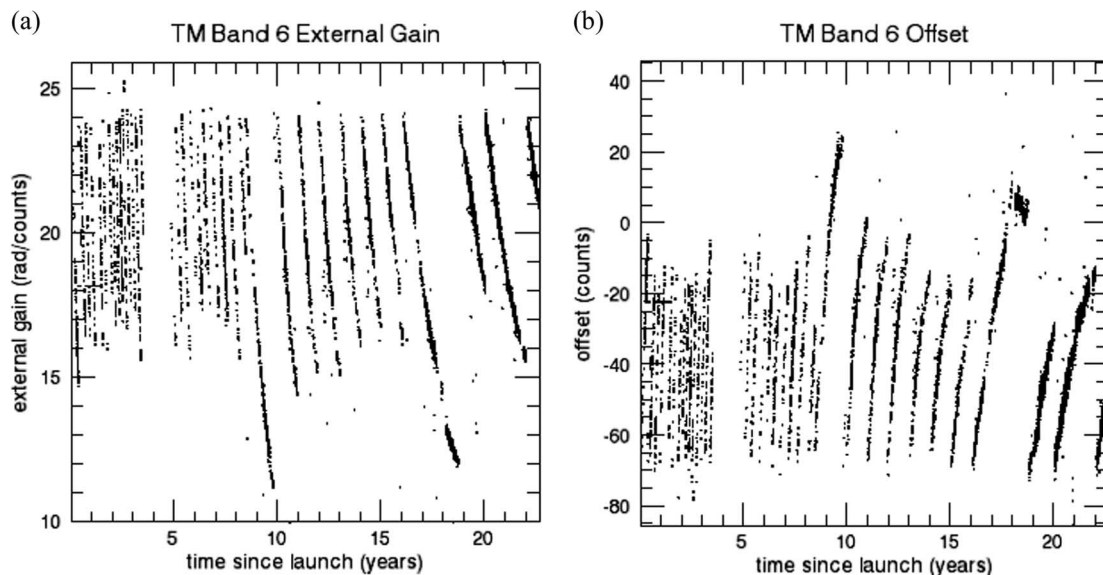 (a)
TM Band 6 External Gain
25
20
15
10
external gain (rad/counts)
5
10
15
20
time since launch (years)
(b)
TM Band 6 Offset
40
20
0
-20
-40
-60
-80
offset (counts)
5
10
15
20
time since launch (years)